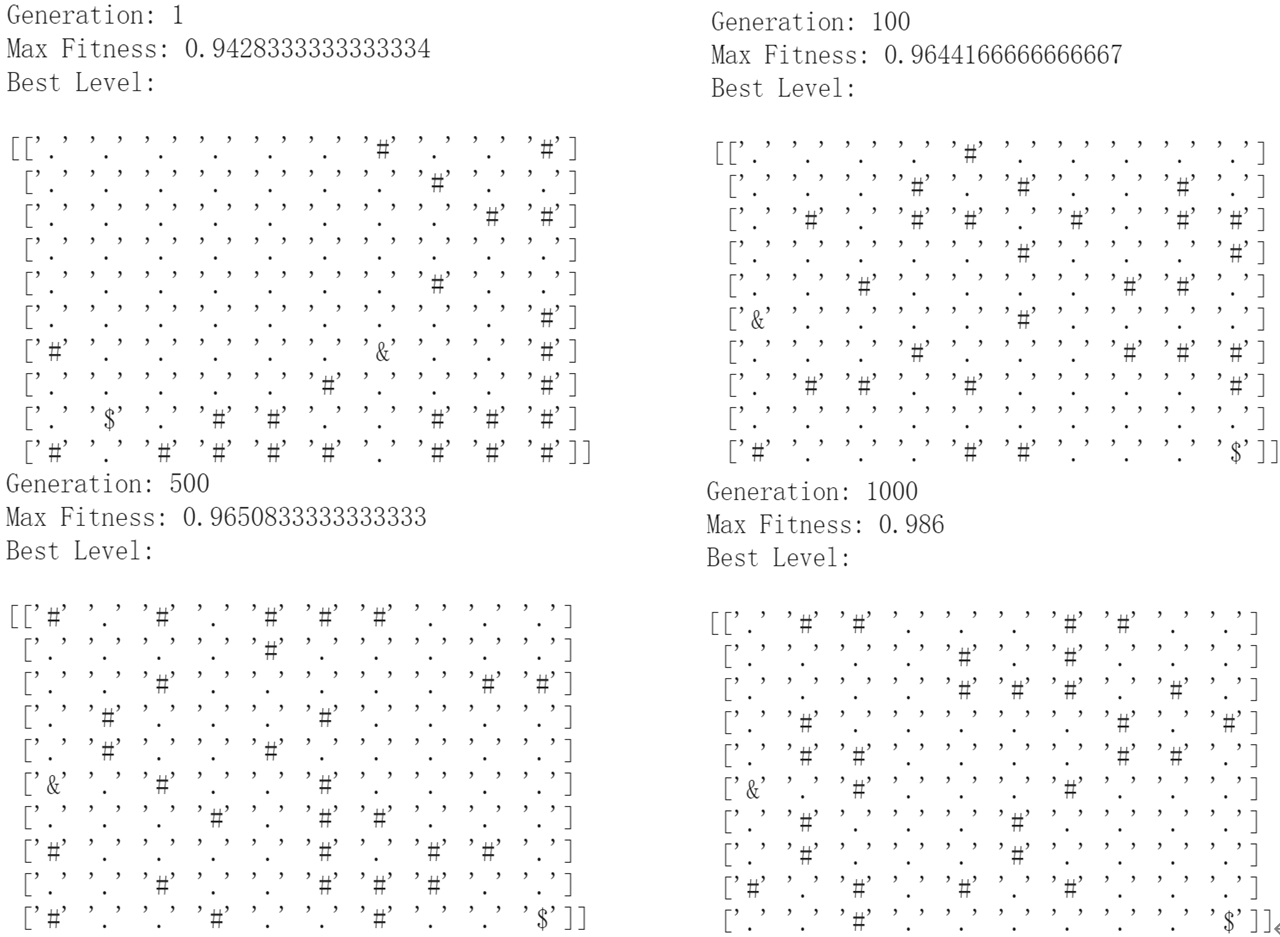 Generation: 1
Max Fitness: 0.9428333333333334
Best Level:
[['.' '.' '.' '.' '.' '.' '#' '.' '.' '#']
['.' '.' '.' '.' '.' '.' '.' '#' '.' '.']
['.' '.' '.' '.' '.' '.' '.' '.' '#' '#']
['.' '.' '.' '.' '.' '.' '.' '.' '.' '.']
['.' '.' '.' '.' '.' '.' '.' '#' '.' '.']
['.' '.' '.' '.' '.' '.' '.' '.' '.' '#']
['#' '.' '.' '.' '.' '.' '&' '.' '.' '#']
['.' '.' '.' '.' '.' '#' '.' '.' '.' '#']
['.' '$' '.' '#' '#' '.' '.' '#' '#' '#']
['#' '.' '#' '#' '#' '#' '.' '#' '#' '#']]
Generation: 100
Max Fitness: 0.9644166666666667
Best Level:
[['.' '.' '.' '.' '#' '.' '.' '.' '.' '.']
['.' '.' '.' '#' '.' '#' '.' '.' '#' '.']
['.' '#' '.' '#' '#' '.' '#' '.' '#' '#']
['.' '.' '.' '.' '.' '#' '.' '.' '.' '#']
['.' '.' '#' '.' '.' '.' '.' '#' '#' '.']
['&' '.' '.' '.' '.' '#' '.' '.' '.' '.']
['.' '.' '.' '#' '.' '.' '.' '#' '#' '#']
['.' '#' '#' '.' '#' '.' '.' '.' '.' '#']
['.' '.' '.' '.' '.' '.' '.' '.' '.' '.']
['#' '.' '.' '.' '#' '#' '.' '.' '.' '$']]
Generation: 500
Max Fitness: 0.9650833333333333
Best Level:
[['#' '.' '#' '.' '#' '#' '#' '.' '.' '.']
['.' '.' '.' '.' '#' '.' '.' '.' '.' '.']
['.' '.' '#' '.' '.' '.' '.' '.' '#' '#']
['.' '#' '.' '.' '.' '#' '.' '.' '.' '.']
['.' '#' '.' '.' '#' '.' '.' '.' '.' '.']
['&' '.' '#' '.' '.' '#' '.' '.' '.' '.']
['.' '.' '.' '#' '.' '#' '#' '.' '.' '.']
['#' '.' '.' '.' '.' '#' '.' '#' '#' '.']
['.' '.' '#' '.' '.' '#' '#' '#' '.' '.']
['#' '.' '.' '#' '.' '.' '#' '.' '.' '$']]
Generation: 1000
Max Fitness: 0.986
Best Level:
[['.' '#' '#' '.' '.' '.' '#' '#' '.' '.']
['.' '.' '.' '.' '#' '.' '#' '.' '.' '.']
['.' '.' '.' '.' '#' '#' '#' '.' '#' '.']
['.' '#' '.' '.' '.' '.' '.' '#' '.' '#']
['.' '#' '#' '.' '.' '.' '.' '#' '#' '.']
['&' '.' '#' '.' '.' '.' '#' '.' '.' '.']
['.' '#' '.' '.' '.' '#' '.' '.' '.' '.']
['.' '#' '.' '.' '.' '#' '.' '.' '.' '.']
['#' '.' '#' '.' '#' '.' '#' '.' '.' '.']
['.' '.' '#' '.' '.' '.' '.' '.' '.' '$']]